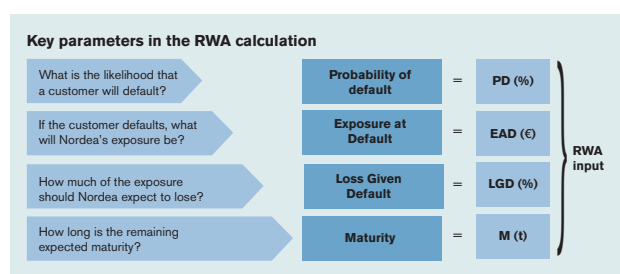 Key parameters in the RWA calculation
What is the likelihood that
a customer will default?
Probability of
default
=
PD (%)
If the customer defaults, what
will Nordea's exposure be?
Exposure at
Default
=
EAD (€)
RWA
input
How much of the exposure
should Nordea expect to lose?
Loss Given
Default
=
LGD (%)
How long is the remaining
expected maturity?
Maturity
=
M (t)